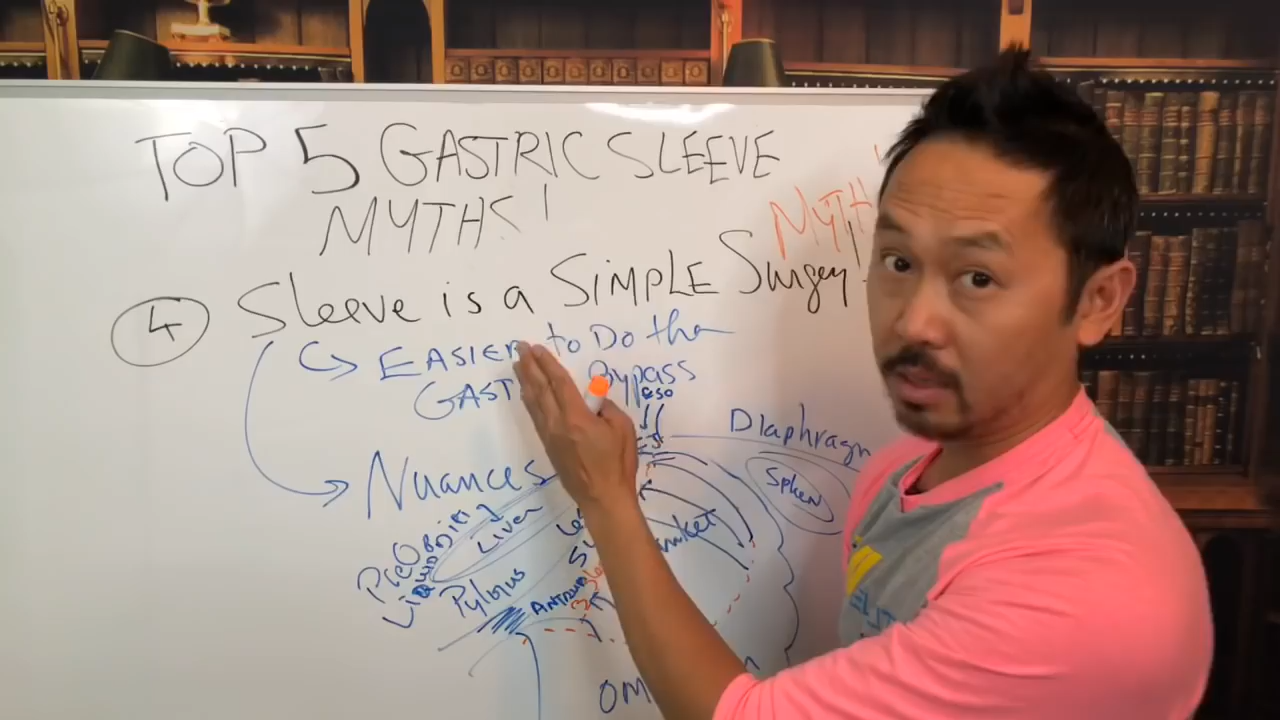 TOP 5 GASTRIC SLEEVE
MYTHS!
MYTH
4 Sleeve is a SIMPLE Surgery!
EASIER to Do tha
GAST Bypass
eso
Diaphragm
Nuances
Spleen
Liver
Pylorus
ANTRUM
OM